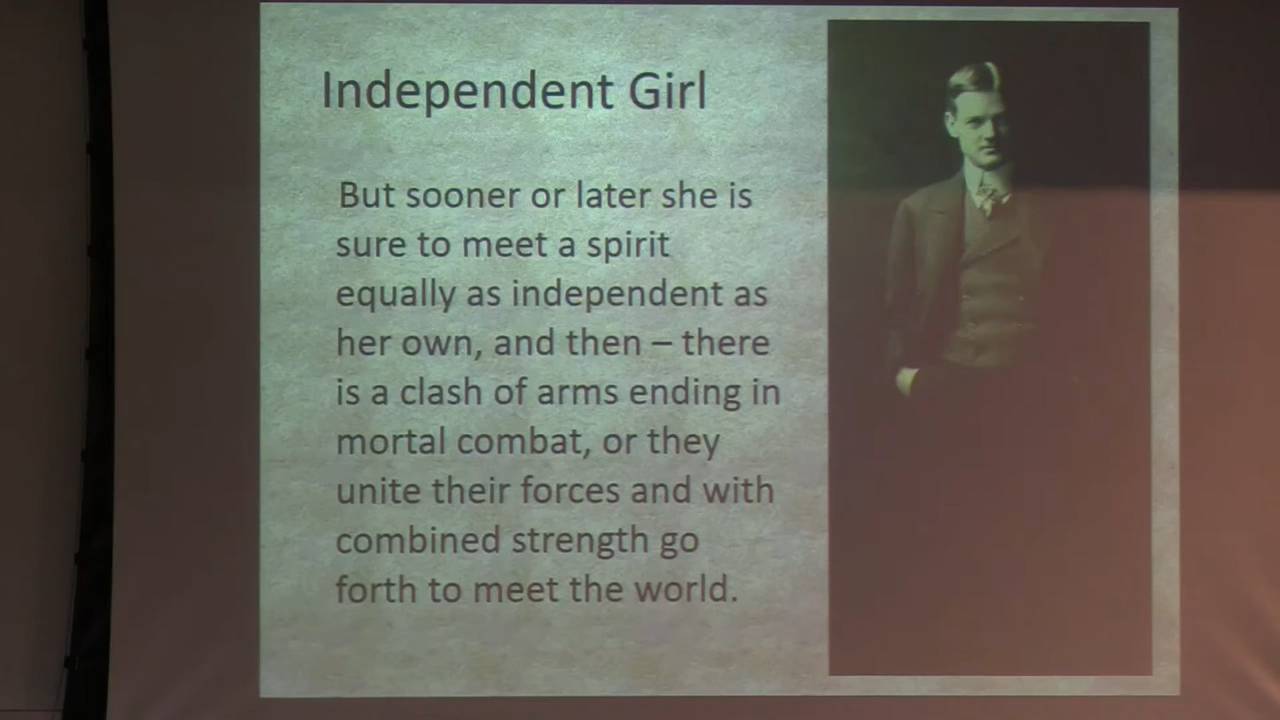 Independent Girl
But sooner or later she is
sure to meet a spirit
equally as independent as
her own, and then – there
is a clash of arms ending in
mortal combat, or they
unite their forces and with
combined strength go
forth to meet the world.